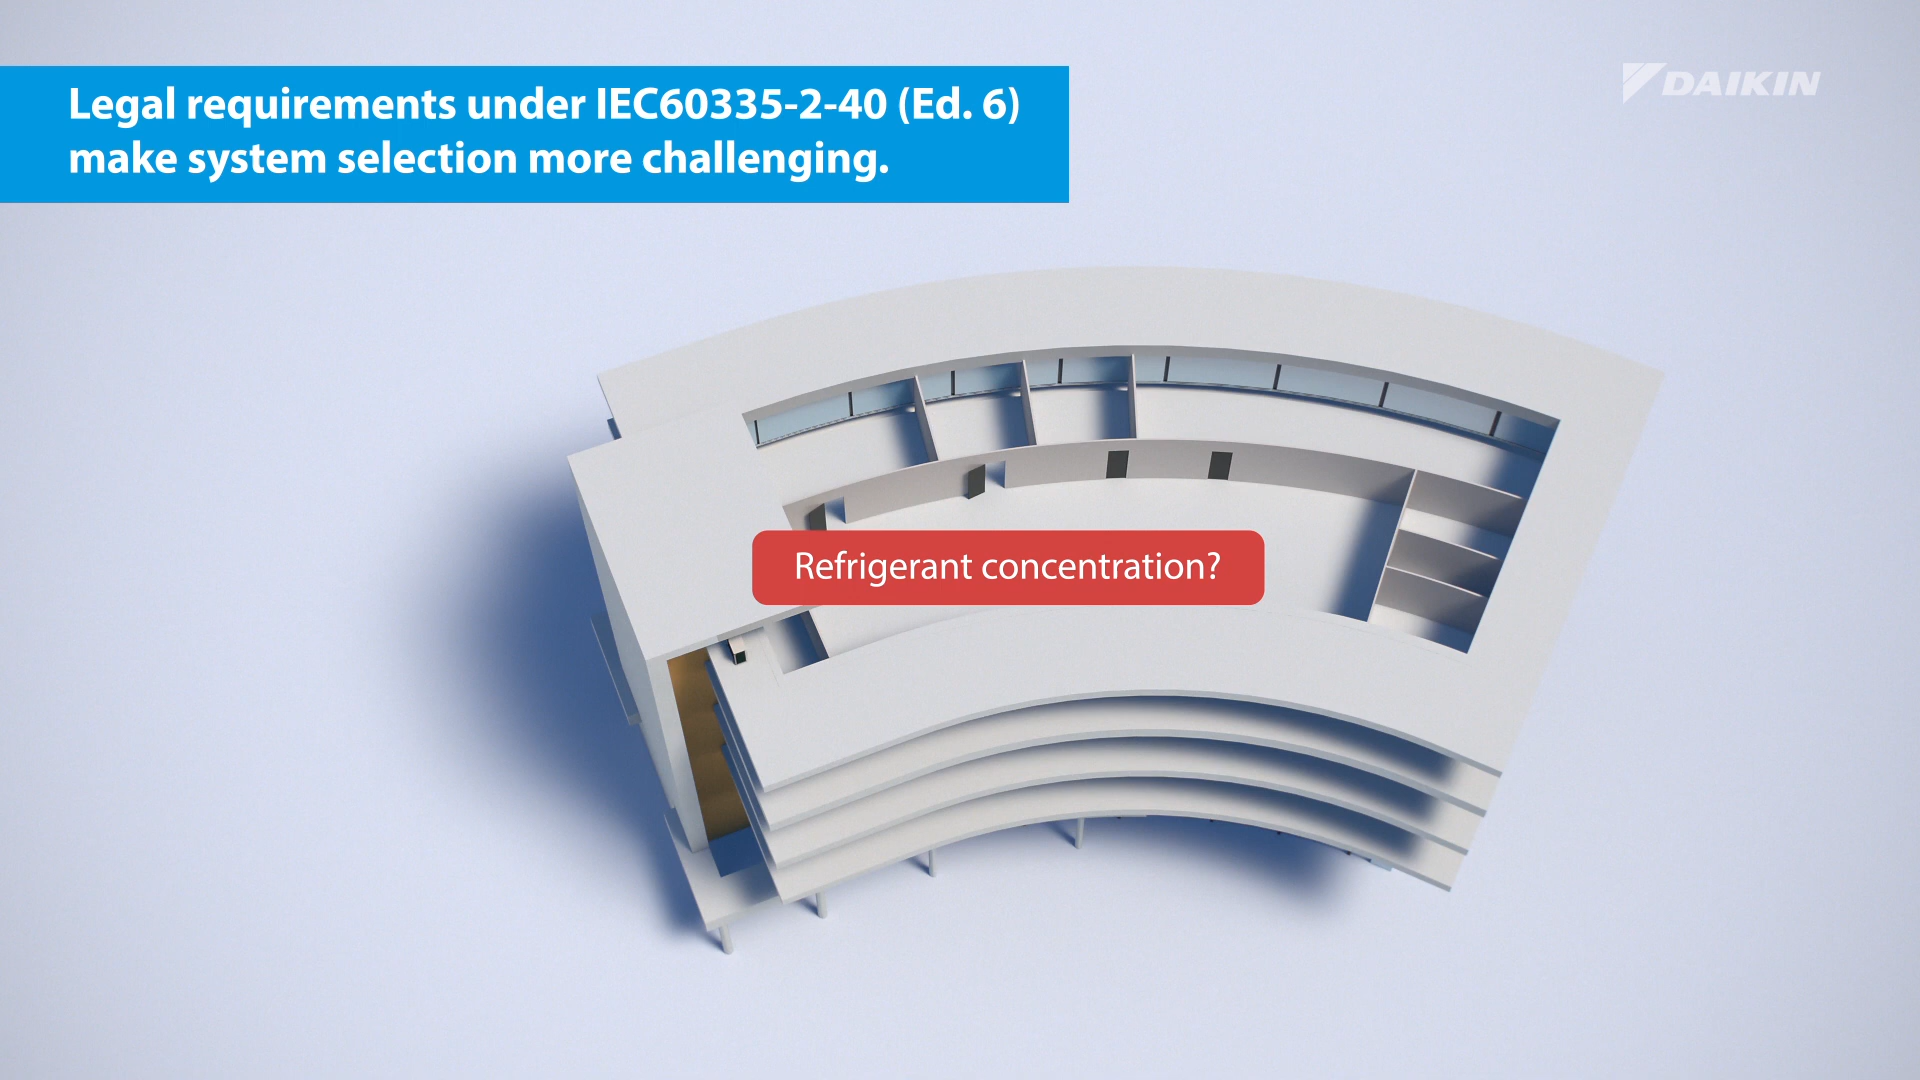 Legal requirements under IEC60335-2-40 (Ed. 6)
make system selection more challenging.
DAIKIN
Refrigerant concentration?